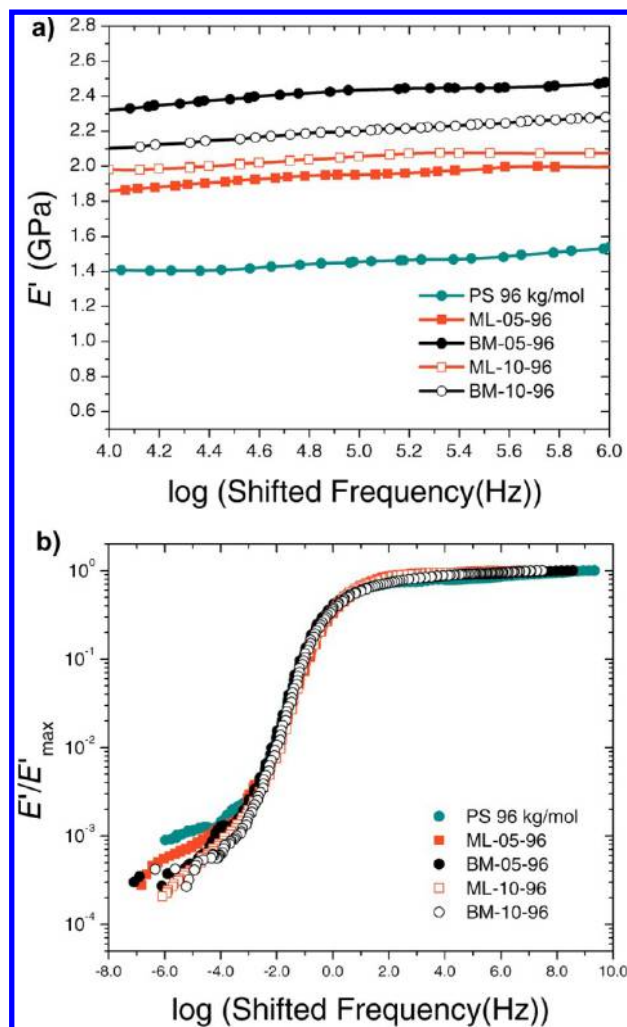 a)
2.8
2.6
2.4
2.2
2.0
1.8
1.6
1.4
1.2
1.0
0.8
0.6
E' (GPa)
PS 96 kg/mol
ML-05-96
BM-05-96
ML-10-96
BM-10-96
4.0 4.2 4.4 4.6 4.8 5.0 5.2 5.4 5.6 5.8 6.0
log (Shifted Frequency(Hz))
b)
10⁰
10⁻¹
10⁻²
10⁻³
10⁻⁴
E'/E'max
PS 96 kg/mol
ML-05-96
BM-05-96
ML-10-96
BM-10-96
-8.0 -6.0 -4.0 -2.0 0.0 2.0 4.0 6.0 8.0 10.0
log (Shifted Frequency(Hz))